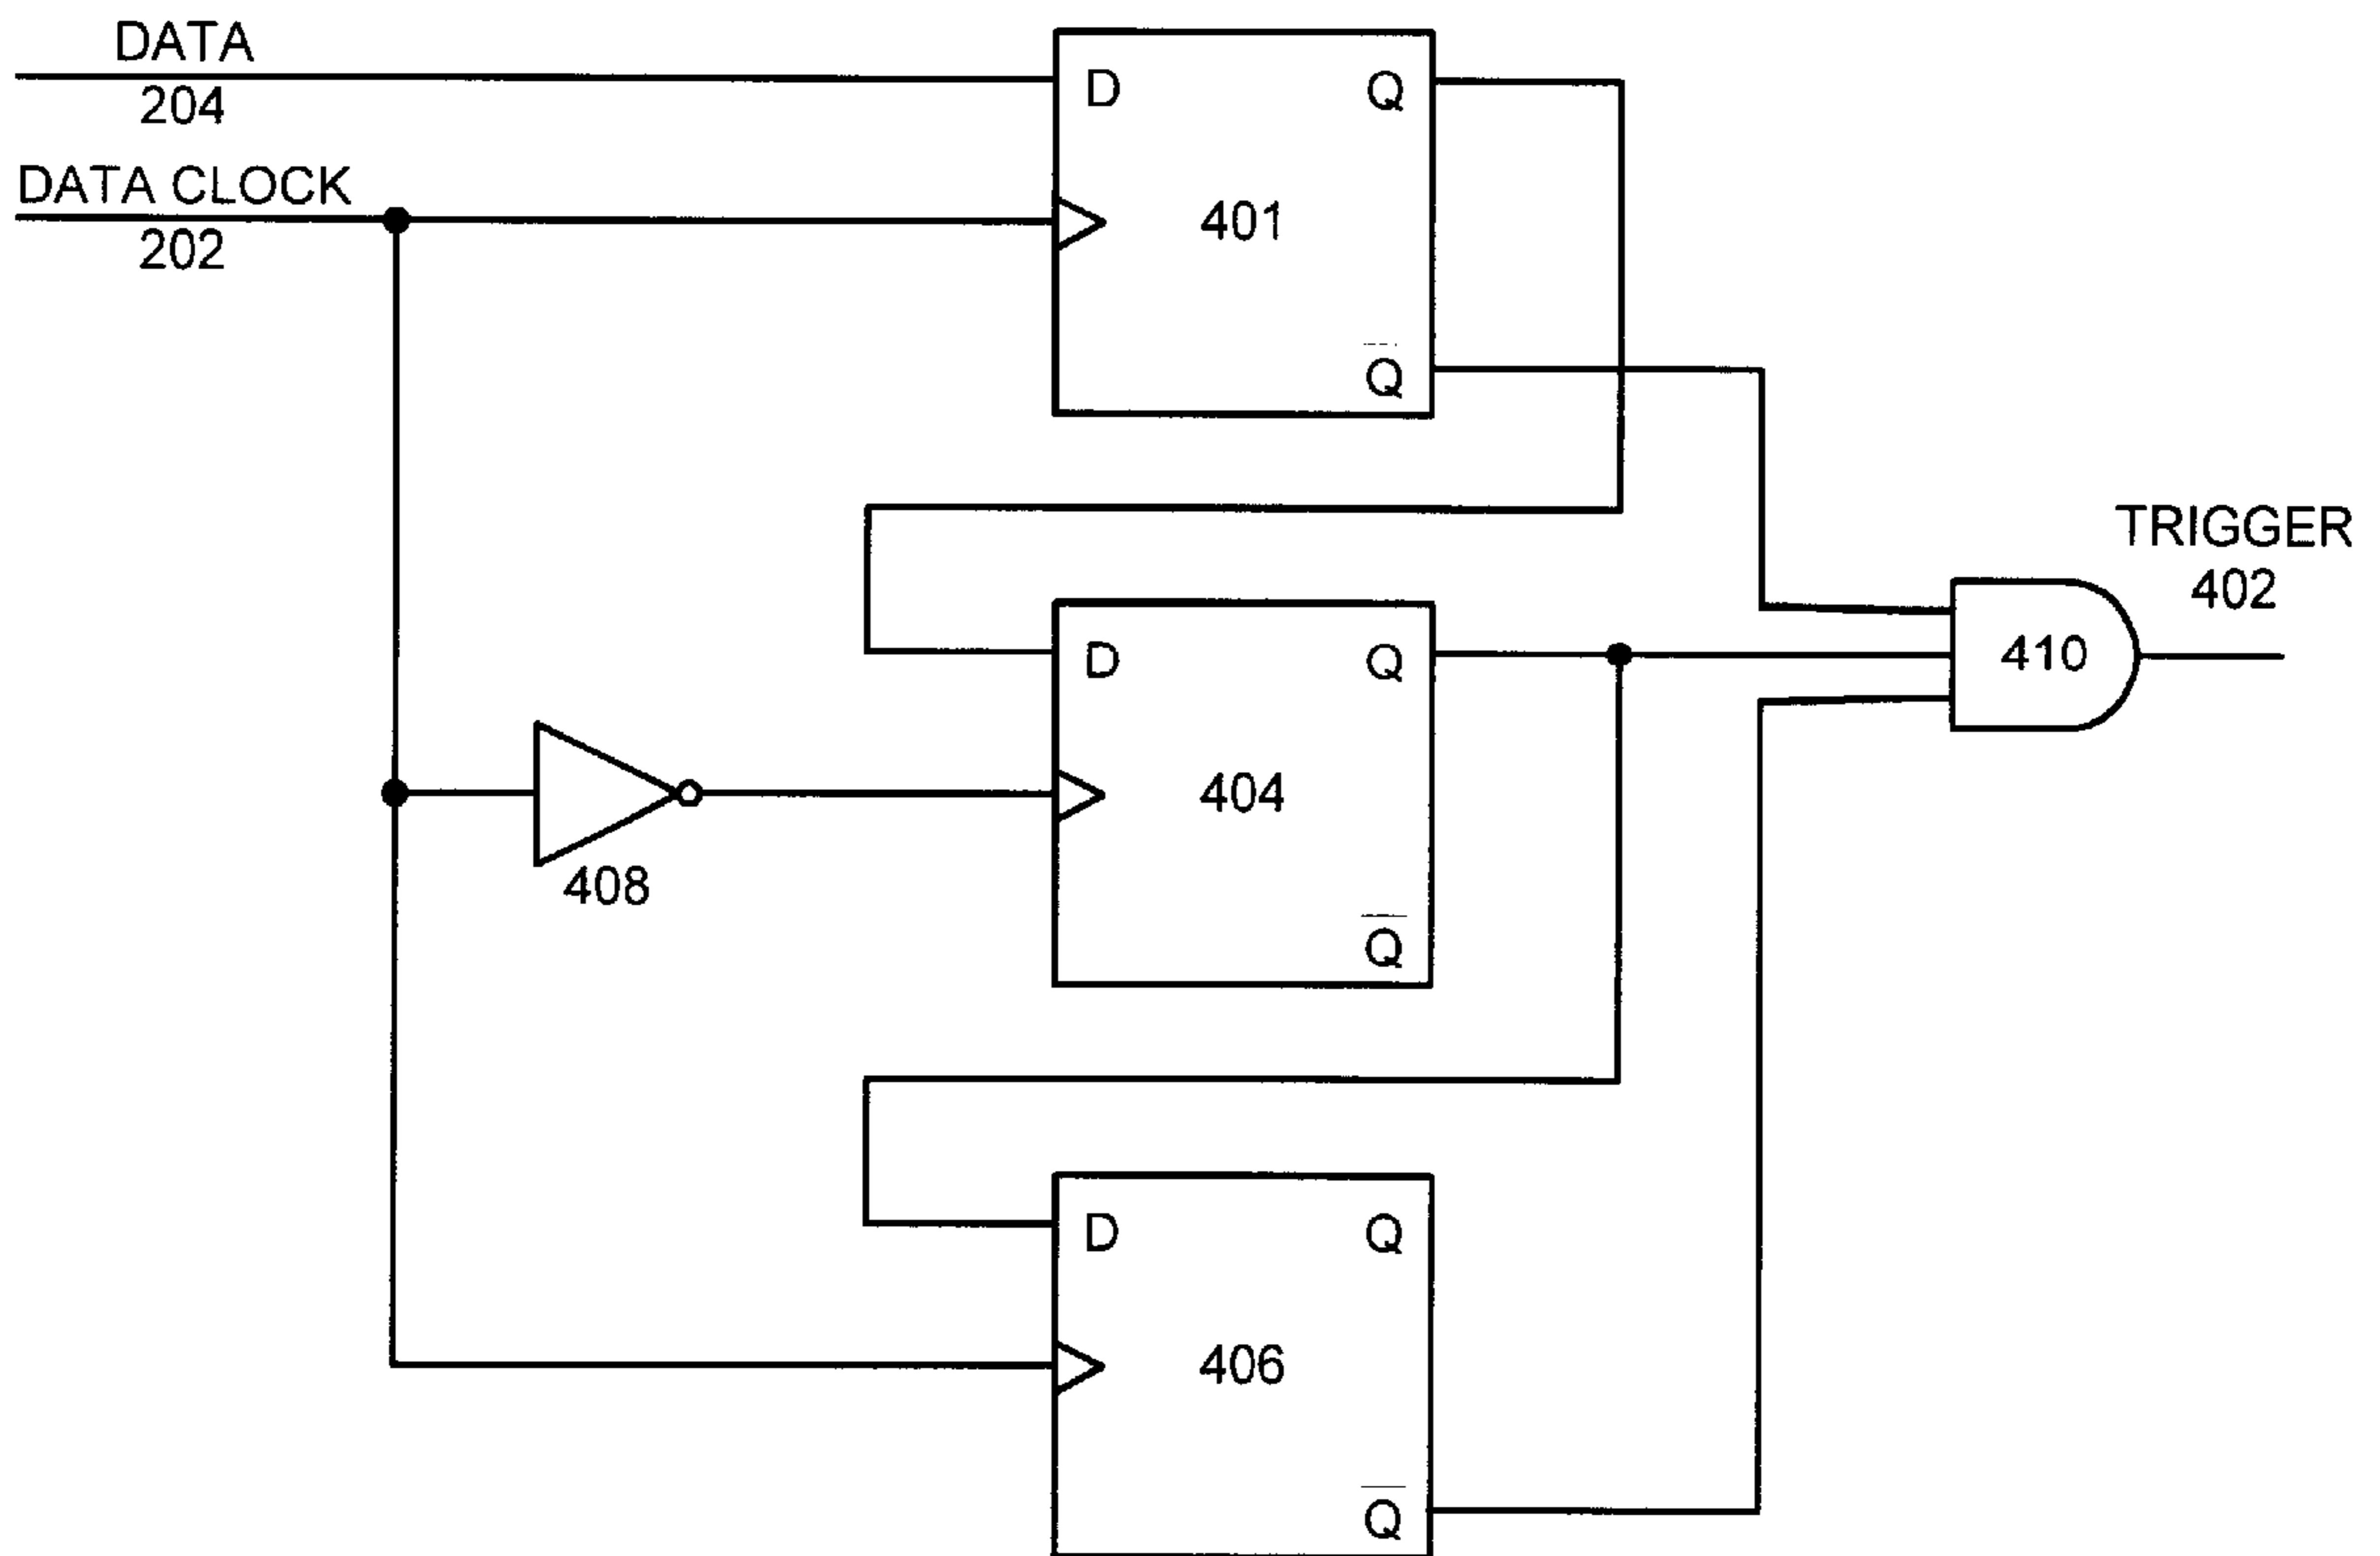 DATA
204
DATA CLOCK
202
D Q
401
Q̅
TRIGGER
402
D Q
410
404
408
Q̅
D Q
406
Q̅